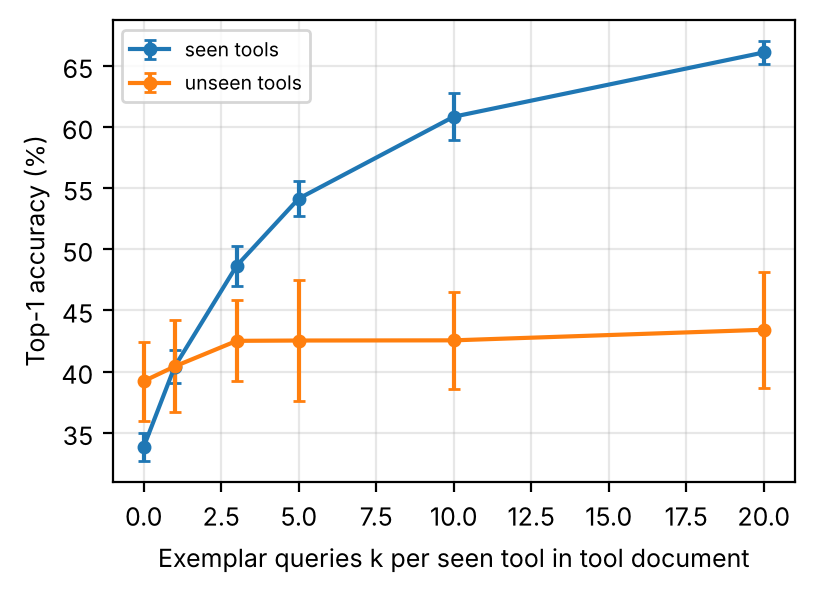 seen tools
unseen tools
Top-1 accuracy (%)
65
60
55
50
45
40
35
0.0 2.5 5.0 7.5 10.0 12.5 15.0 17.5 20.0
Exemplar queries k per seen tool in tool document